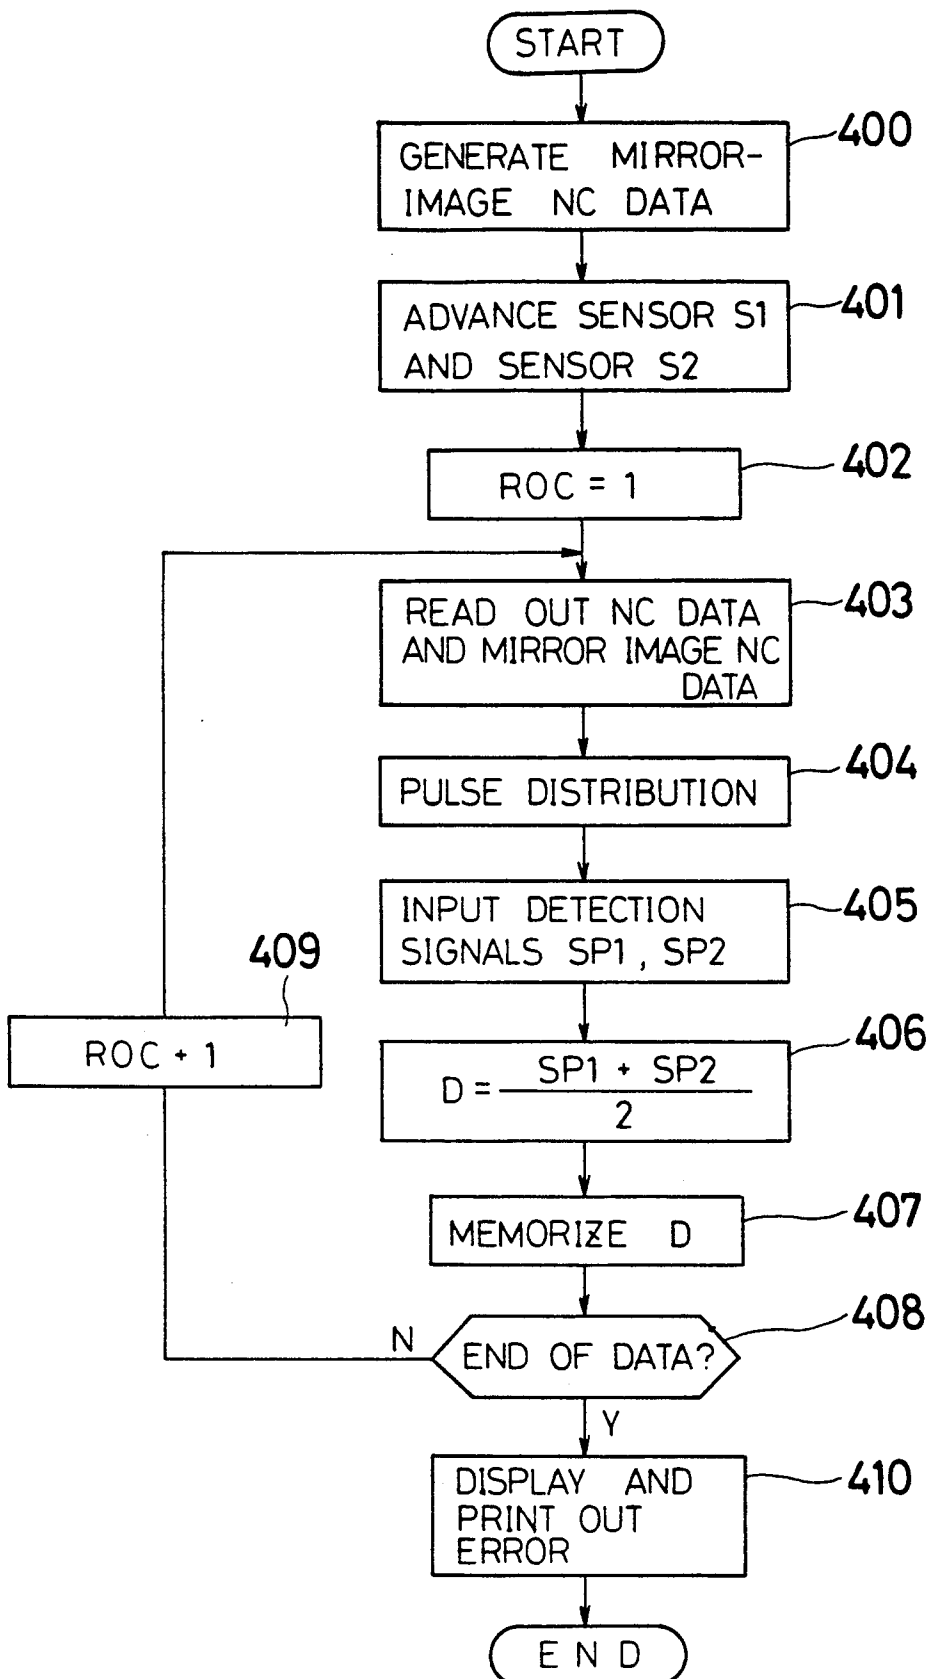 START
400
GENERATE MIRROR-
IMAGE NC DATA
401
ADVANCE SENSOR S1
AND SENSOR S2
402
ROC = 1
403
READ OUT NC DATA
AND MIRROR IMAGE NC
DATA
404
PULSE DISTRIBUTION
405
INPUT DETECTION
SIGNALS SP1, SP2
409
ROC + 1
406
D = SP1 + SP2
2
407
MEMORIZE D
408
N
END OF DATA?
Y
410
DISPLAY AND
PRINT OUT
ERROR
END